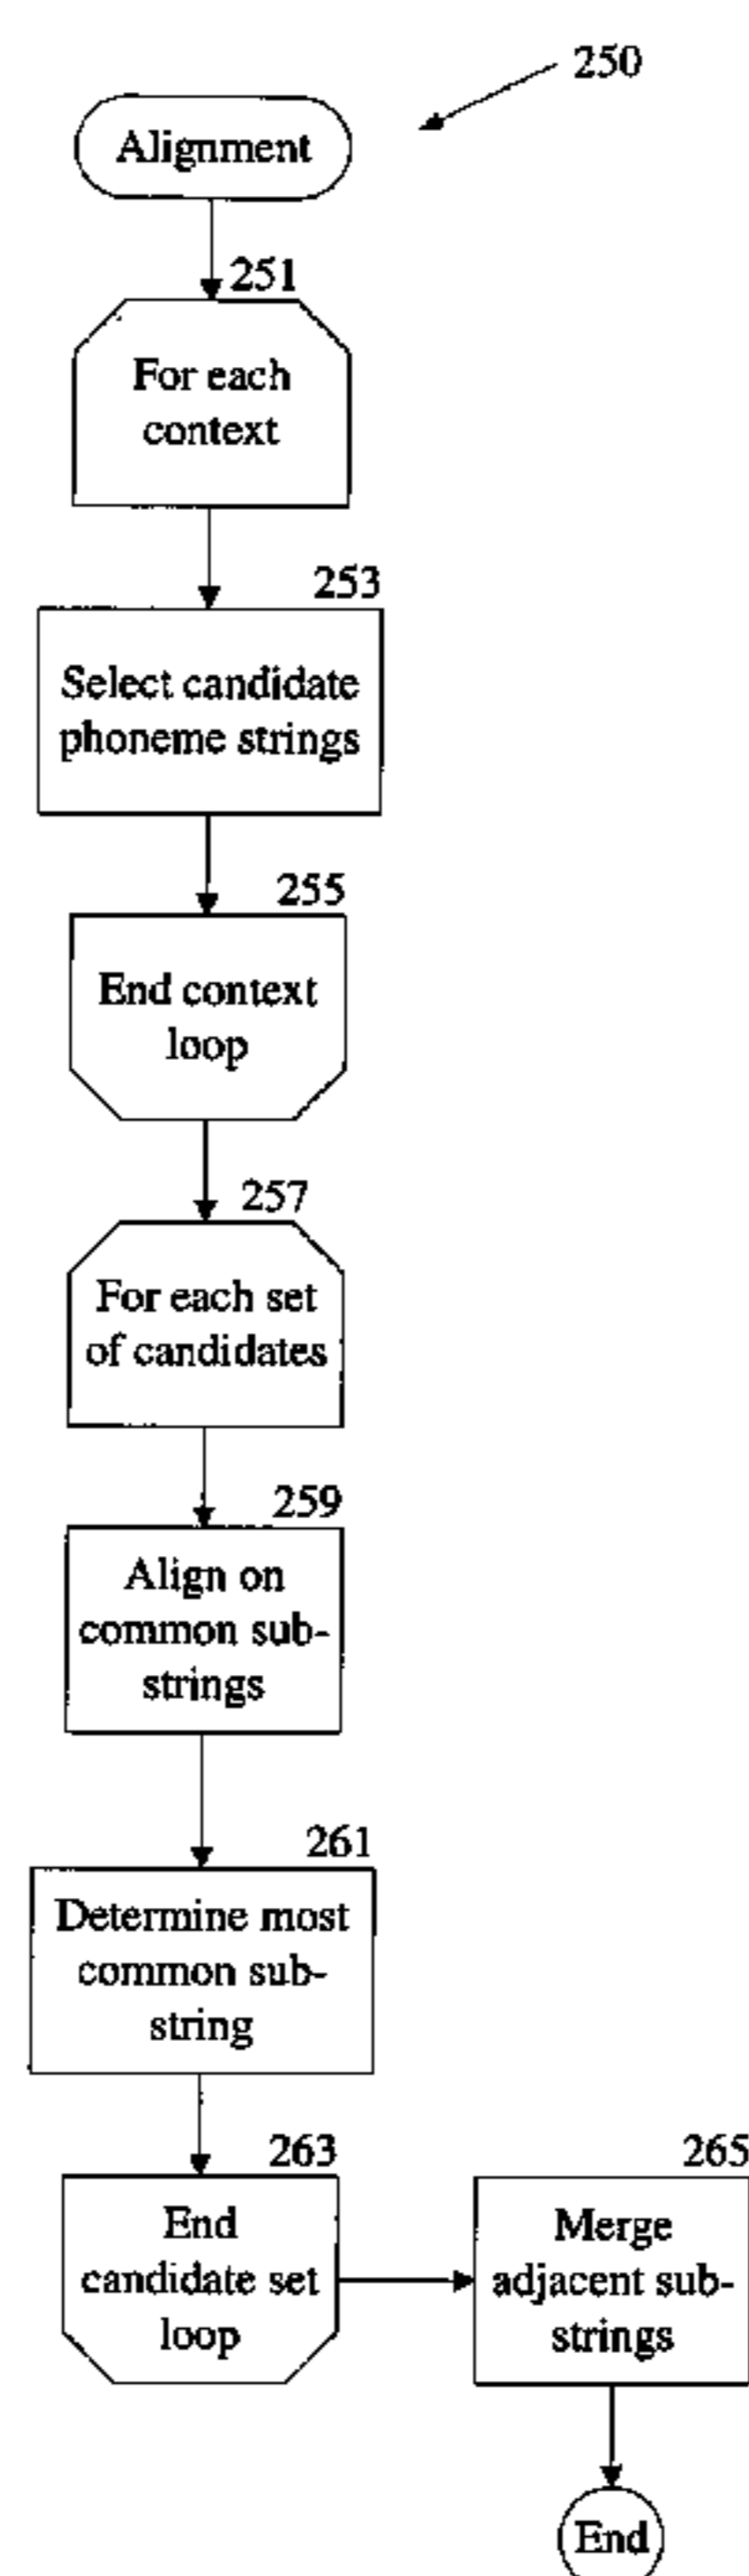 250
Alignment
251
For each
context
253
Select candidate
phoneme strings
255
End context
loop
257
For each set
of candidates
259
Align on
common sub-
strings
261
Determine most
common sub-
string
263
End
candidate set
loop
265
Merge
adjacent sub-
strings
End